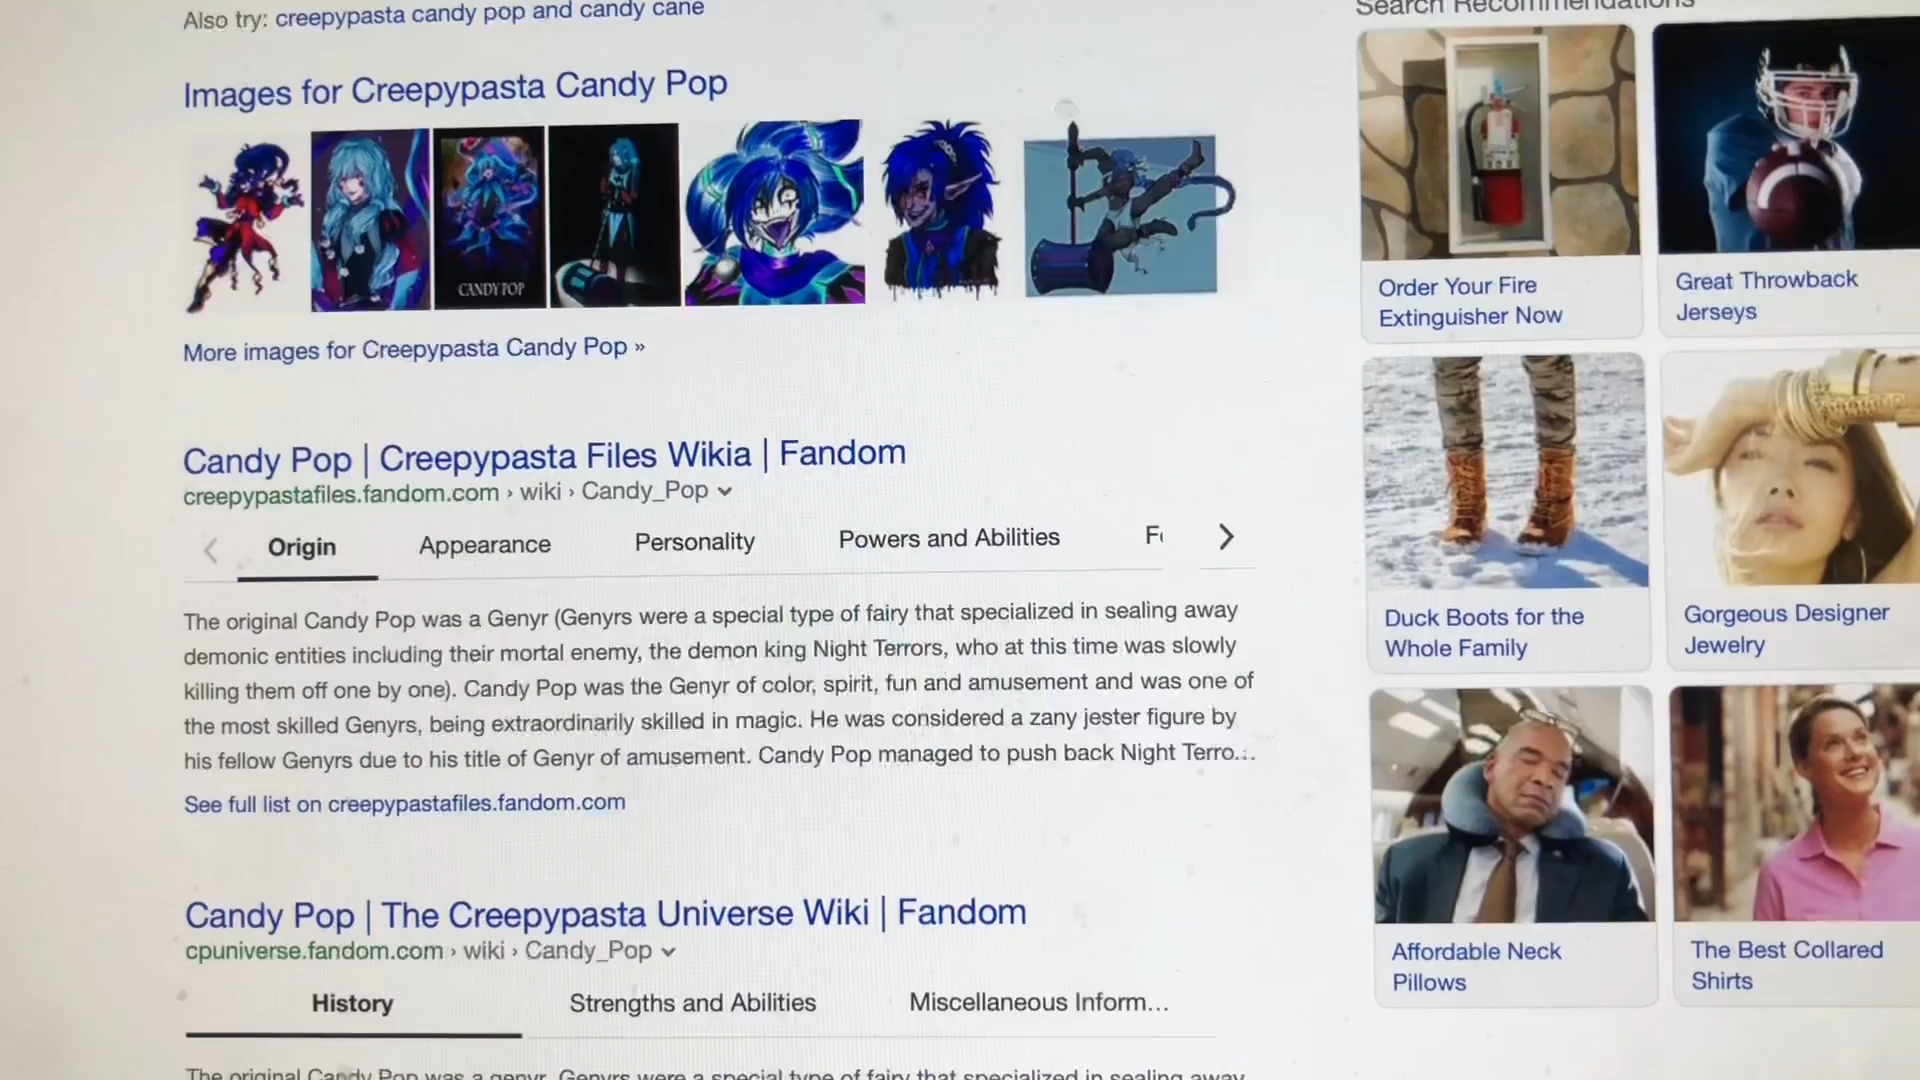 Also try: creepypasta candy pop and candy cane
Images for Creepypasta Candy Pop
CANDY POP
More images for Creepypasta Candy Pop »
Candy Pop | Creepypasta Files Wikia | Fandom
creepypastafiles.fandom.com › wiki › Candy_Pop
Origin Appearance Personality Powers and Abilities
The original Candy Pop was a Genyr (Genyrs were a special type of fairy that specialized in sealing away
demonic entities including their mortal enemy, the demon king Night Terrors, who at this time was slowly
killing them off one by one). Candy Pop was the Genyr of color, spirit, fun and amusement and was one of
the most skilled Genyrs, being extraordinarily skilled in magic. He was considered a zany jester figure by
his fellow Genyrs due to his title of Genyr of amusement. Candy Pop managed to push back Night Terro...
See full list on creepypastafiles.fandom.com
Candy Pop | The Creepypasta Universe Wiki | Fandom
cpuniverse.fandom.com › wiki › Candy_Pop
History Strengths and Abilities Miscellaneous Inform...
The original Candy Pop was a genyr. Genyrs were a special type of fairy that specialized in sealing away
Search Recommendations
Order Your Fire
Extinguisher Now
Great Throwback
Jerseys
Duck Boots for the
Whole Family
Gorgeous Designer
Jewelry
Affordable Neck
Pillows
The Best Collared
Shirts